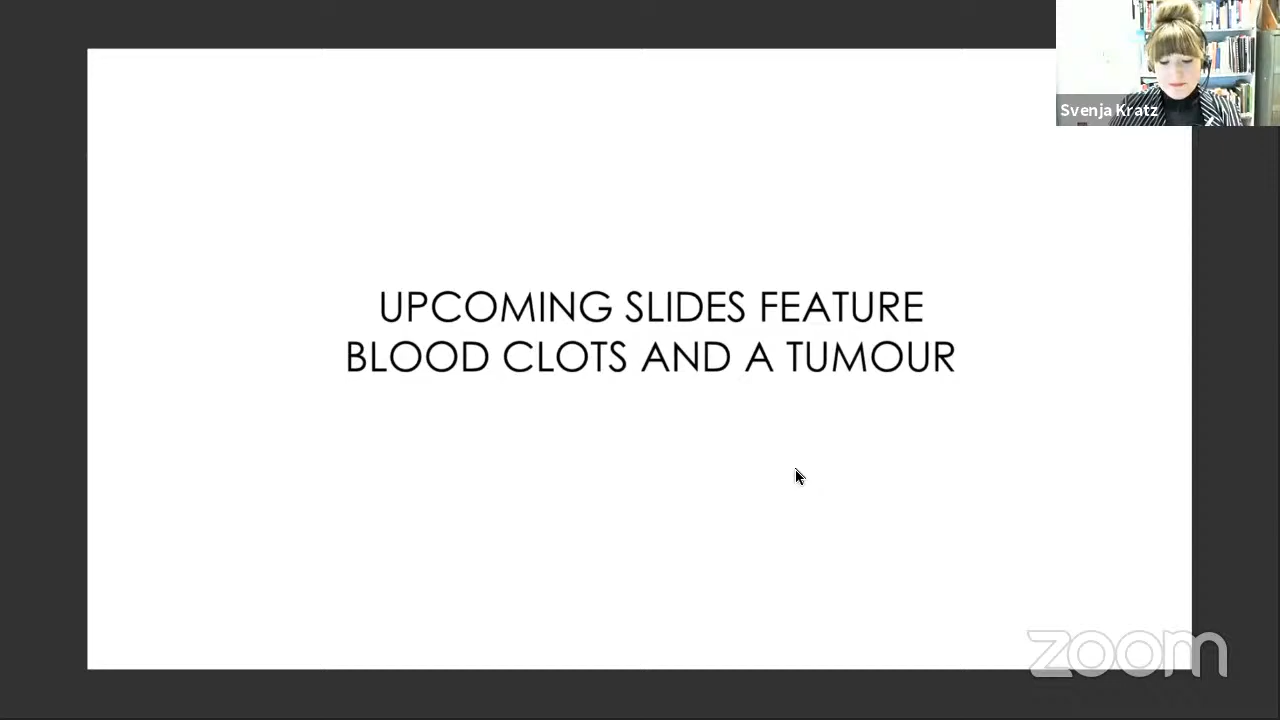 Svenja Kratz
UPCOMING SLIDES FEATURE
BLOOD CLOTS AND A TUMOUR
zoom